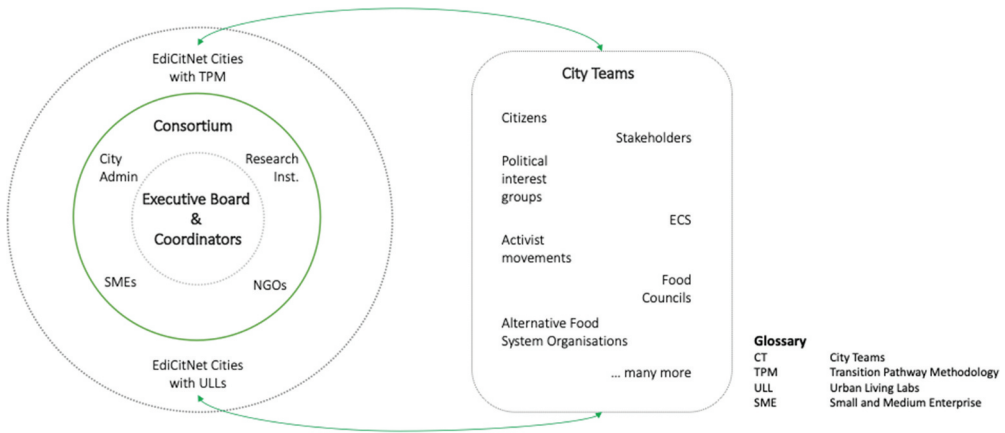 EdiCitNet Cities
with TPM
Consortium
City
Admin
Research
Inst.
Executive Board
&
Coordinators
SMEs
NGOs
EdiCitNet Cities
with ULLs
City Teams
Citizens
Stakeholders
Political
interest
groups
ECS
Activist
movements
Food
Councils
Alternative Food
System Organisations
... many more
Glossary
CT City Teams
TPM Transition Pathway Methodology
ULL Urban Living Labs
SME Small and Medium Enterprise